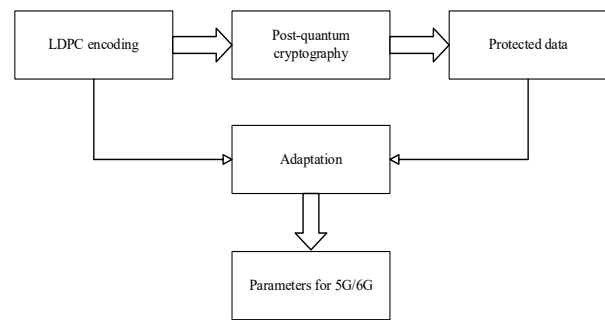 LDPC encoding
Post-quantum
cryptography
Protected data
Adaptation
Parameters for 5G/6G